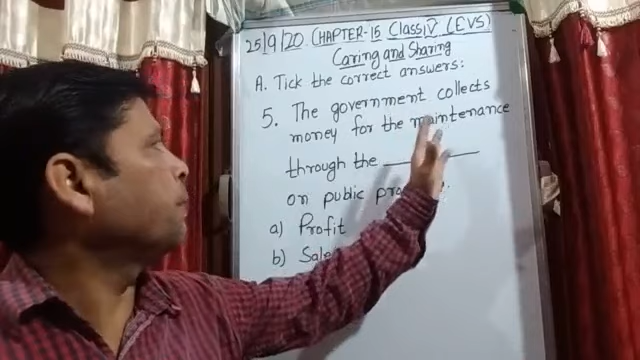 25/9/20 CHAPTER-15 Class V (EVS)
Caring and Sharing
A. Tick the correct answers:
5. The government collects
money for the maintenance
through the
on public
a) Profit
b)